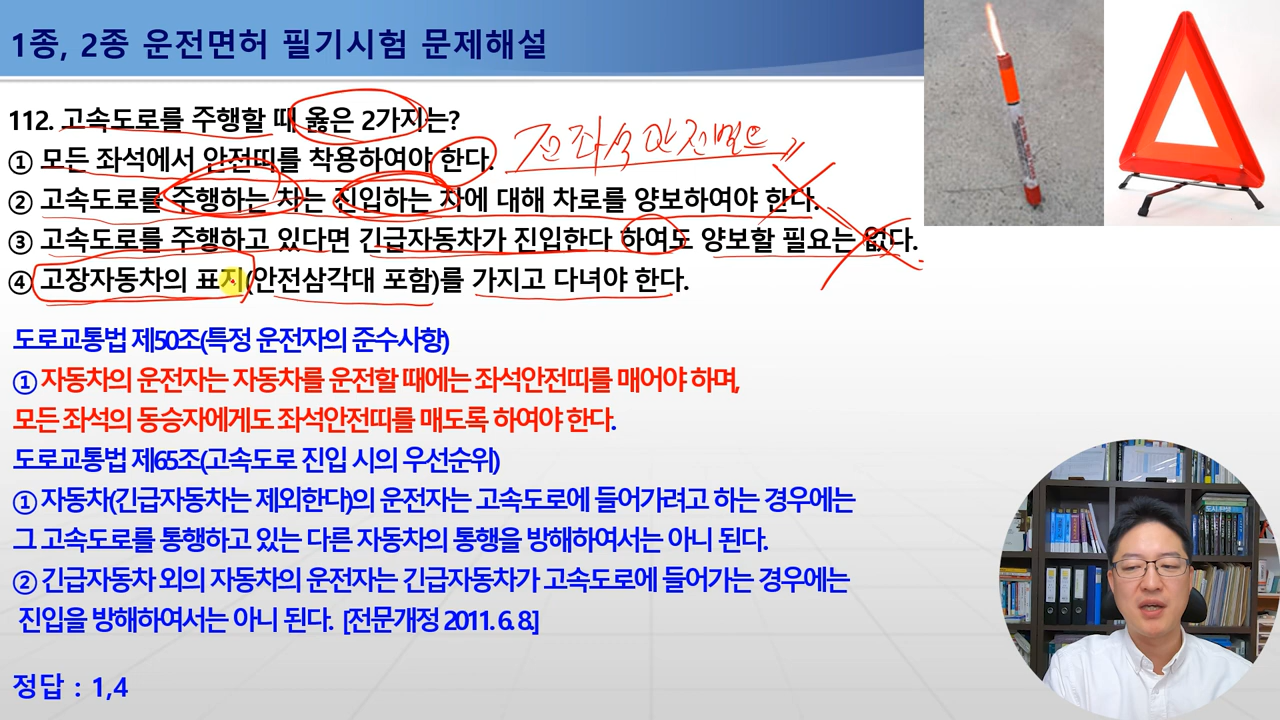 1종, 2종 운전면허 필기시험 문제해설
112. 고속도로를 주행할 때 옳은 2가지는?
① 모든 좌석에서 안전띠를 착용하여야 한다.
전좌석 안전벨트
② 고속도로를 주행하는 차는 진입하는 차에 대해 차로를 양보하여야 한다.
③ 고속도로를 주행하고 있다면 긴급자동차가 진입한다 하여도 양보할 필요는 없다.
④ 고장자동차의 표지(안전삼각대 포함)를 가지고 다녀야 한다.
도로교통법 제50조(특정 운전자의 준수사항)
① 자동차의 운전자는 자동차를 운전할 때에는 좌석안전띠를 매어야 하며,
모든 좌석의 동승자에게도 좌석안전띠를 매도록 하여야 한다.
도로교통법 제65조(고속도로 진입 시의 우선순위)
① 자동차(긴급자동차는 제외한다)의 운전자는 고속도로에 들어가려고 하는 경우에는
그 고속도로를 통행하고 있는 다른 자동차의 통행을 방해하여서는 아니 된다.
② 긴급자동차 외의 자동차의 운전자는 긴급자동차가 고속도로에 들어가는 경우에는
진입을 방해하여서는 아니 된다. [전문개정 2011. 6. 8.]
정답 : 1,4